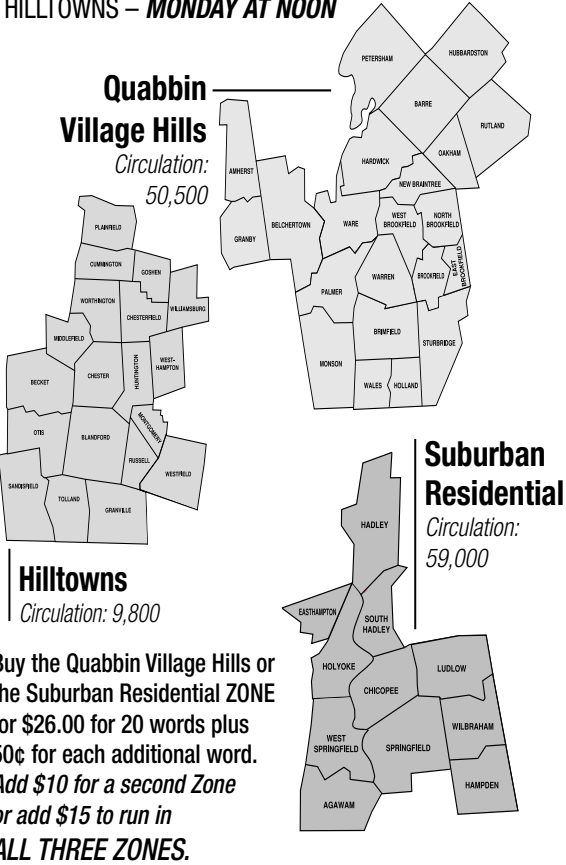 HILLTOWNS – MONDAY AT NOON
Quabbin
Village Hills
Circulation:
50,500
PETERSHAM
HUBBARDSTON
BARRE
RUTLAND
OAKHAM
HARDWICK
NEW BRAINTREE
AMHERST
GRANBY
BELCHERTOWN
WARE
WEST
BROOKFIELD
NORTH
BROOKFIELD
EAST
BROOKFIELD
BROOKFIELD
WARREN
PALMER
BRIMFIELD
STURBRIDGE
MONSON
WALES
HOLLAND
PLAINFIELD
CUMMINGTON
GOSHEN
WORTHINGTON
CHESTERFIELD
WILLIAMSBURG
MIDDLEFIELD
CHESTER
HUNTINGTON
WEST-
HAMPTON
BECKET
OTIS
BLANDFORD
MONTGOMERY
RUSSELL
WESTFIELD
SANDISFIELD
TOLLAND
GRANVILLE
Hilltowns
Circulation: 9,800
Suburban
Residential
Circulation:
59,000
HADLEY
EASTHAMPTON
SOUTH
HADLEY
HOLYOKE
CHICOPEE
LUDLOW
WEST
SPRINGFIELD
SPRINGFIELD
WILBRAHAM
AGAWAM
HAMPDEN
Buy the Quabbin Village Hills or
the Suburban Residential ZONE
for $26.00 for 20 words plus
50¢ for each additional word.
Add $10 for a second Zone
or add $15 to run in
ALL THREE ZONES.